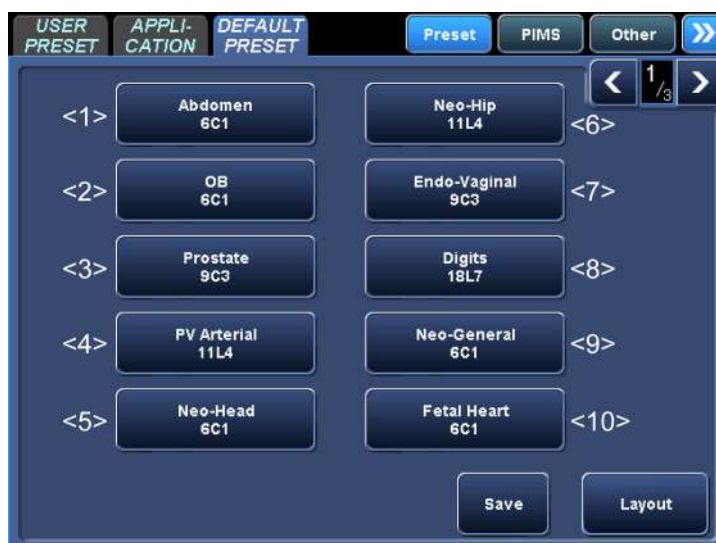 USER PRESET
APPLI-CATION
DEFAULT PRESET
Preset
PIMS
Other
1/3
<1>
Abdomen
6C1
Neo-Hip
11L4
<6>
<2>
OB
6C1
Endo-Vaginal
9C3
<7>
<3>
Prostate
9C3
Digits
18L7
<8>
<4>
PV Arterial
11L4
Neo-General
6C1
<9>
<5>
Neo-Head
6C1
Fetal Heart
6C1
<10>
Save
Layout